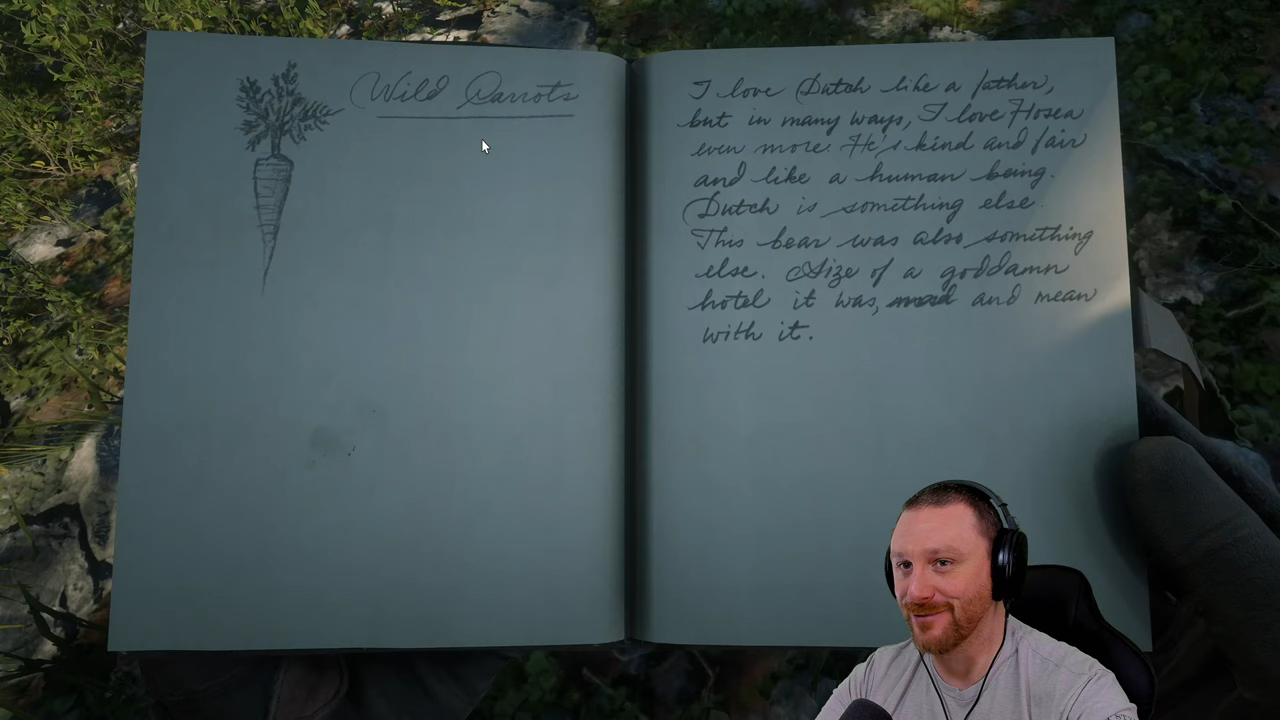 Wild Carrots
I love Dutch like a father,
but in many ways, I love Hosea
even more. He's kind and fair
and like a human being.
Dutch is something else.
This bear was also something
else. Size of a goddamn
hotel it was, mad and mean
with it.